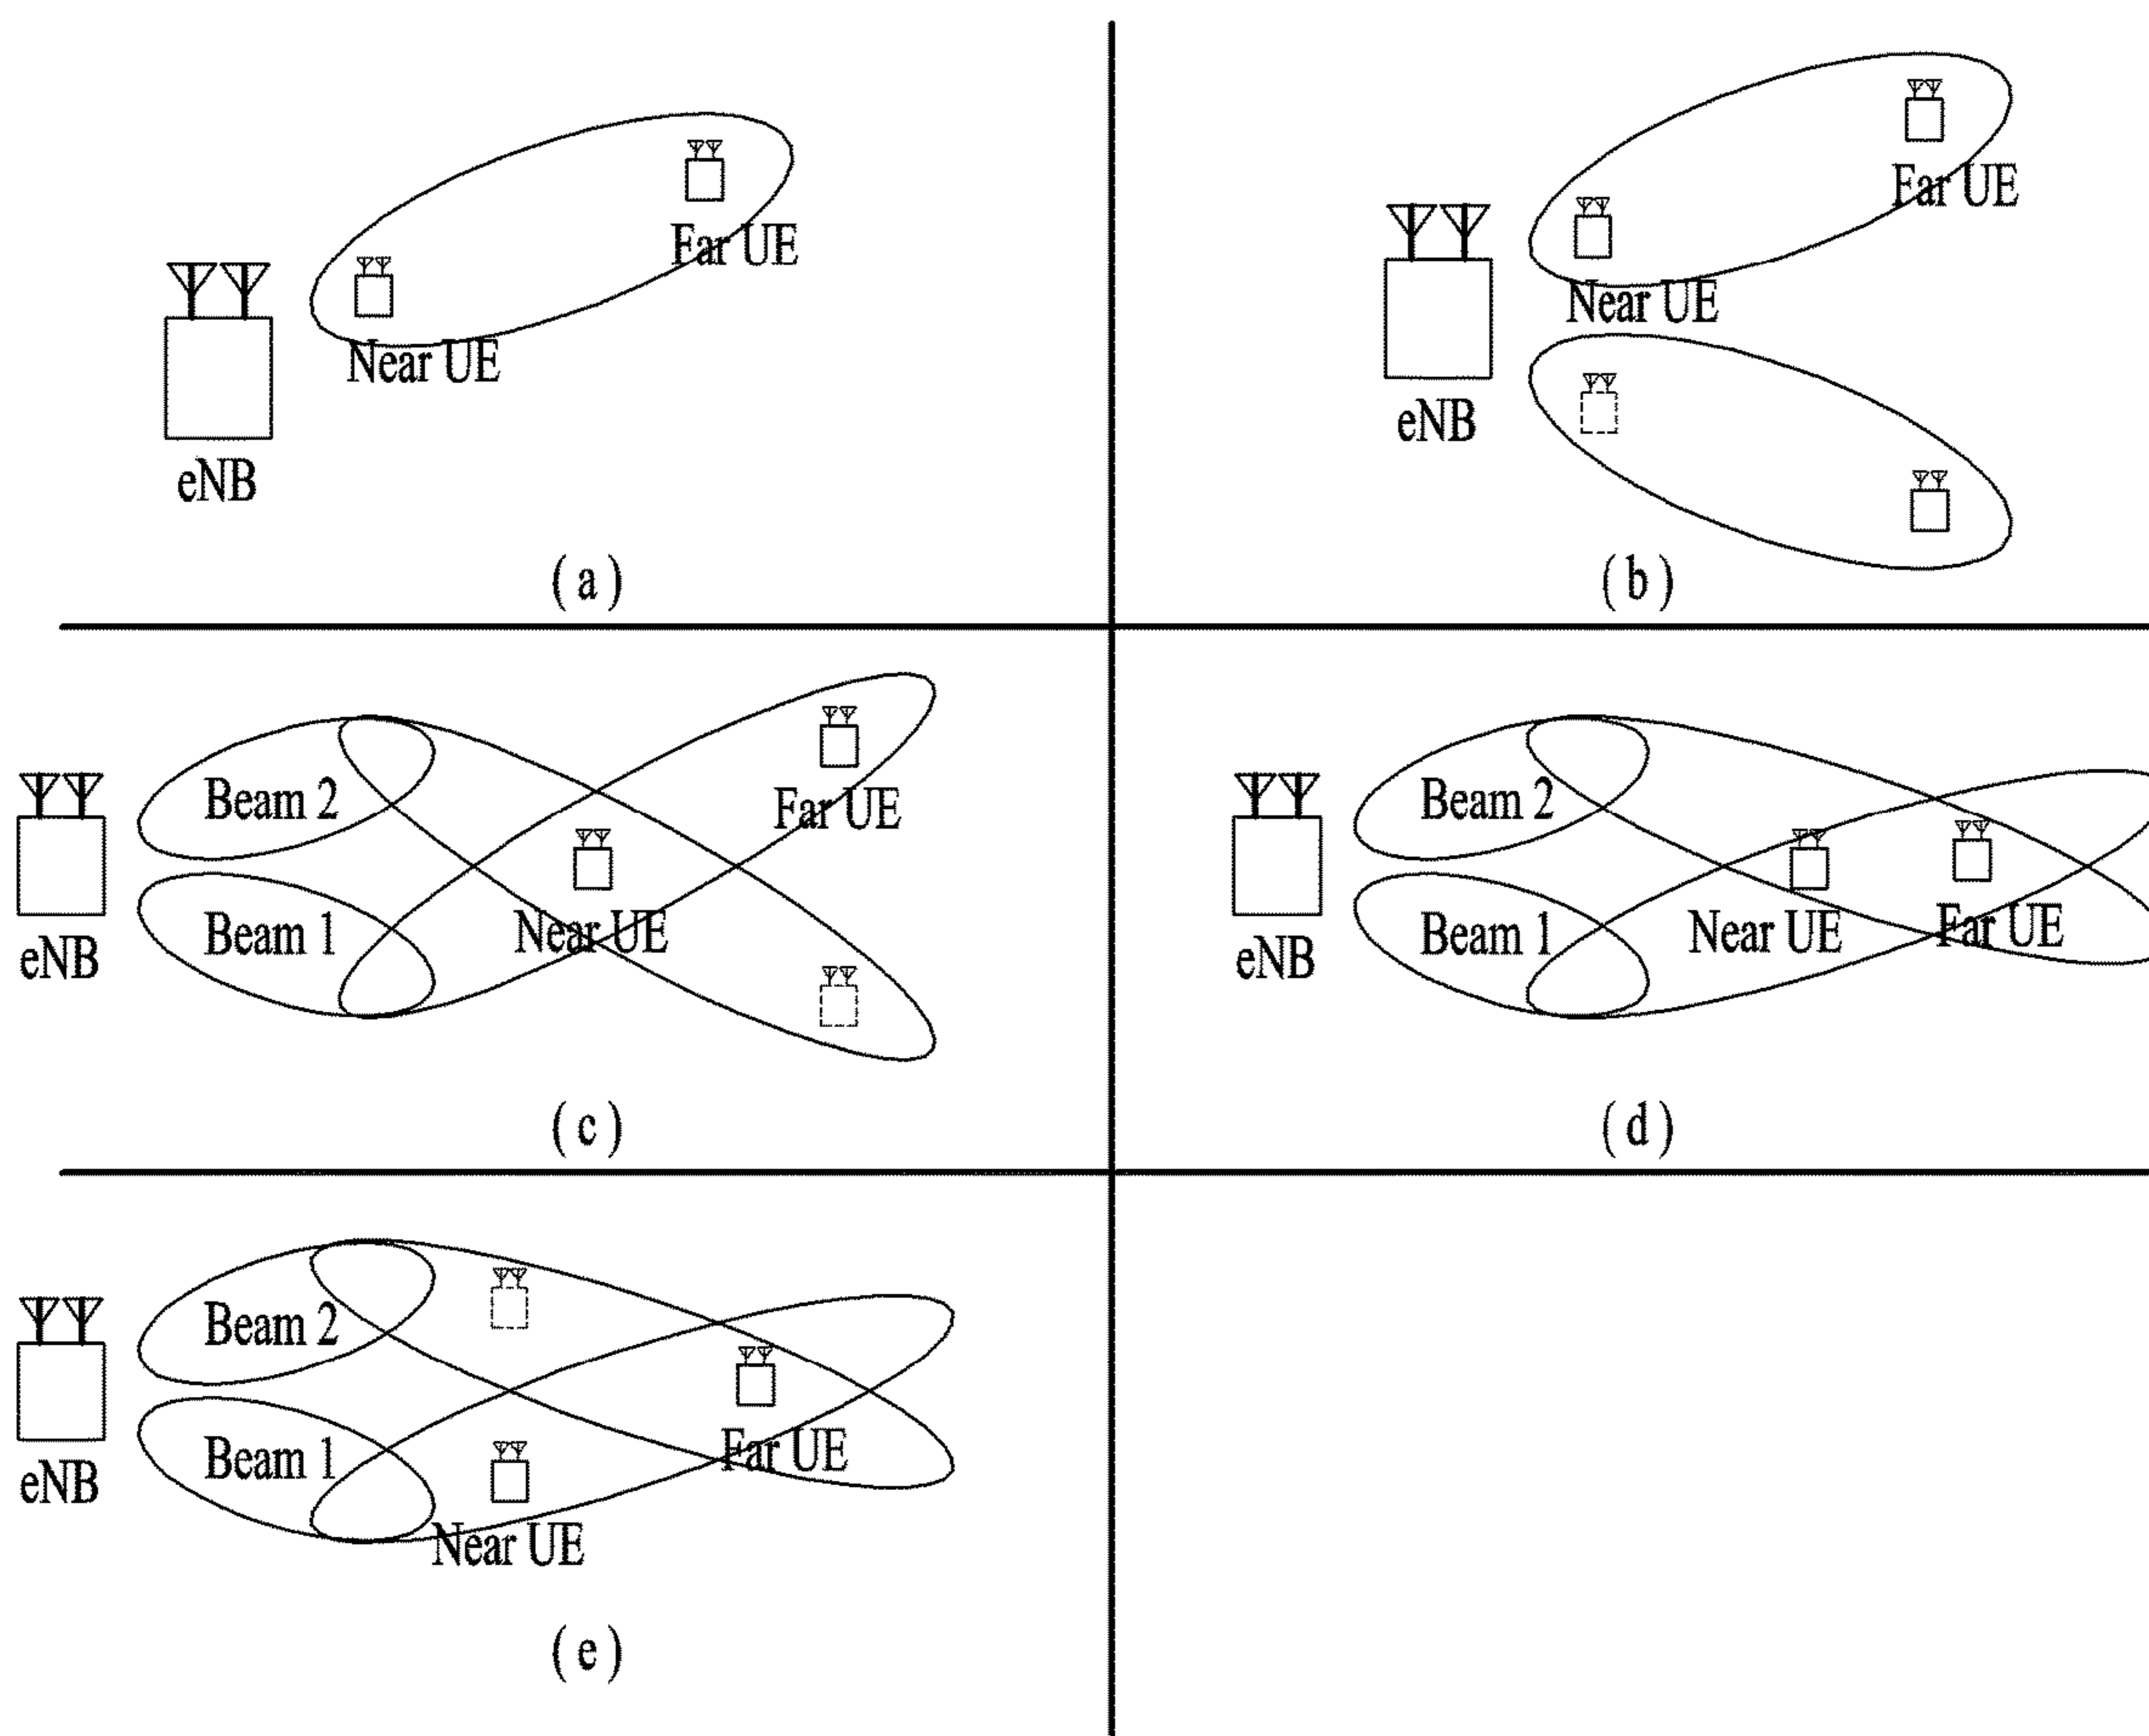 Far UE
Near UE
eNB
(a)
Far UE
Near UE
eNB
(b)
Beam 2
Far UE
Near UE
Beam 1
eNB
(c)
Beam 2
Beam 1
Near UE
Far UE
eNB
(d)
Beam 2
Beam 1
Far UE
eNB
Near UE
(e)